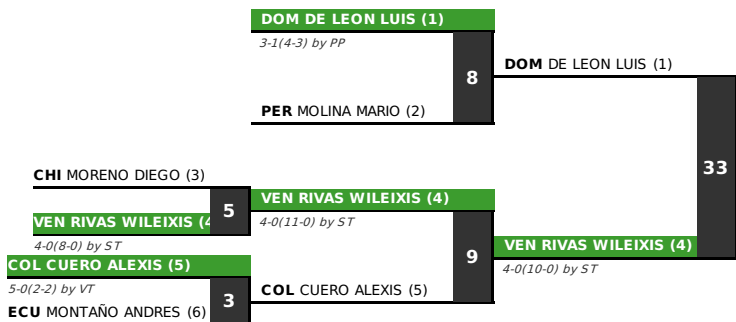 DOM DE LEON LUIS (1)
3-1(4-3) by PP
8
DOM DE LEON LUIS (1)
PER MOLINA MARIO (2)
33
CHI MORENO DIEGO (3)
5
VEN RIVAS WILEIXIS (4)
VEN RIVAS WILEIXIS (4
4-0(11-0) by ST
4-0(8-0) by ST
9
VEN RIVAS WILEIXIS (4)
4-0(10-0) by ST
COL CUERO ALEXIS (5)
5-0(2-2) by VT
3
COL CUERO ALEXIS (5)
ECU MONTAÑO ANDRES (6)